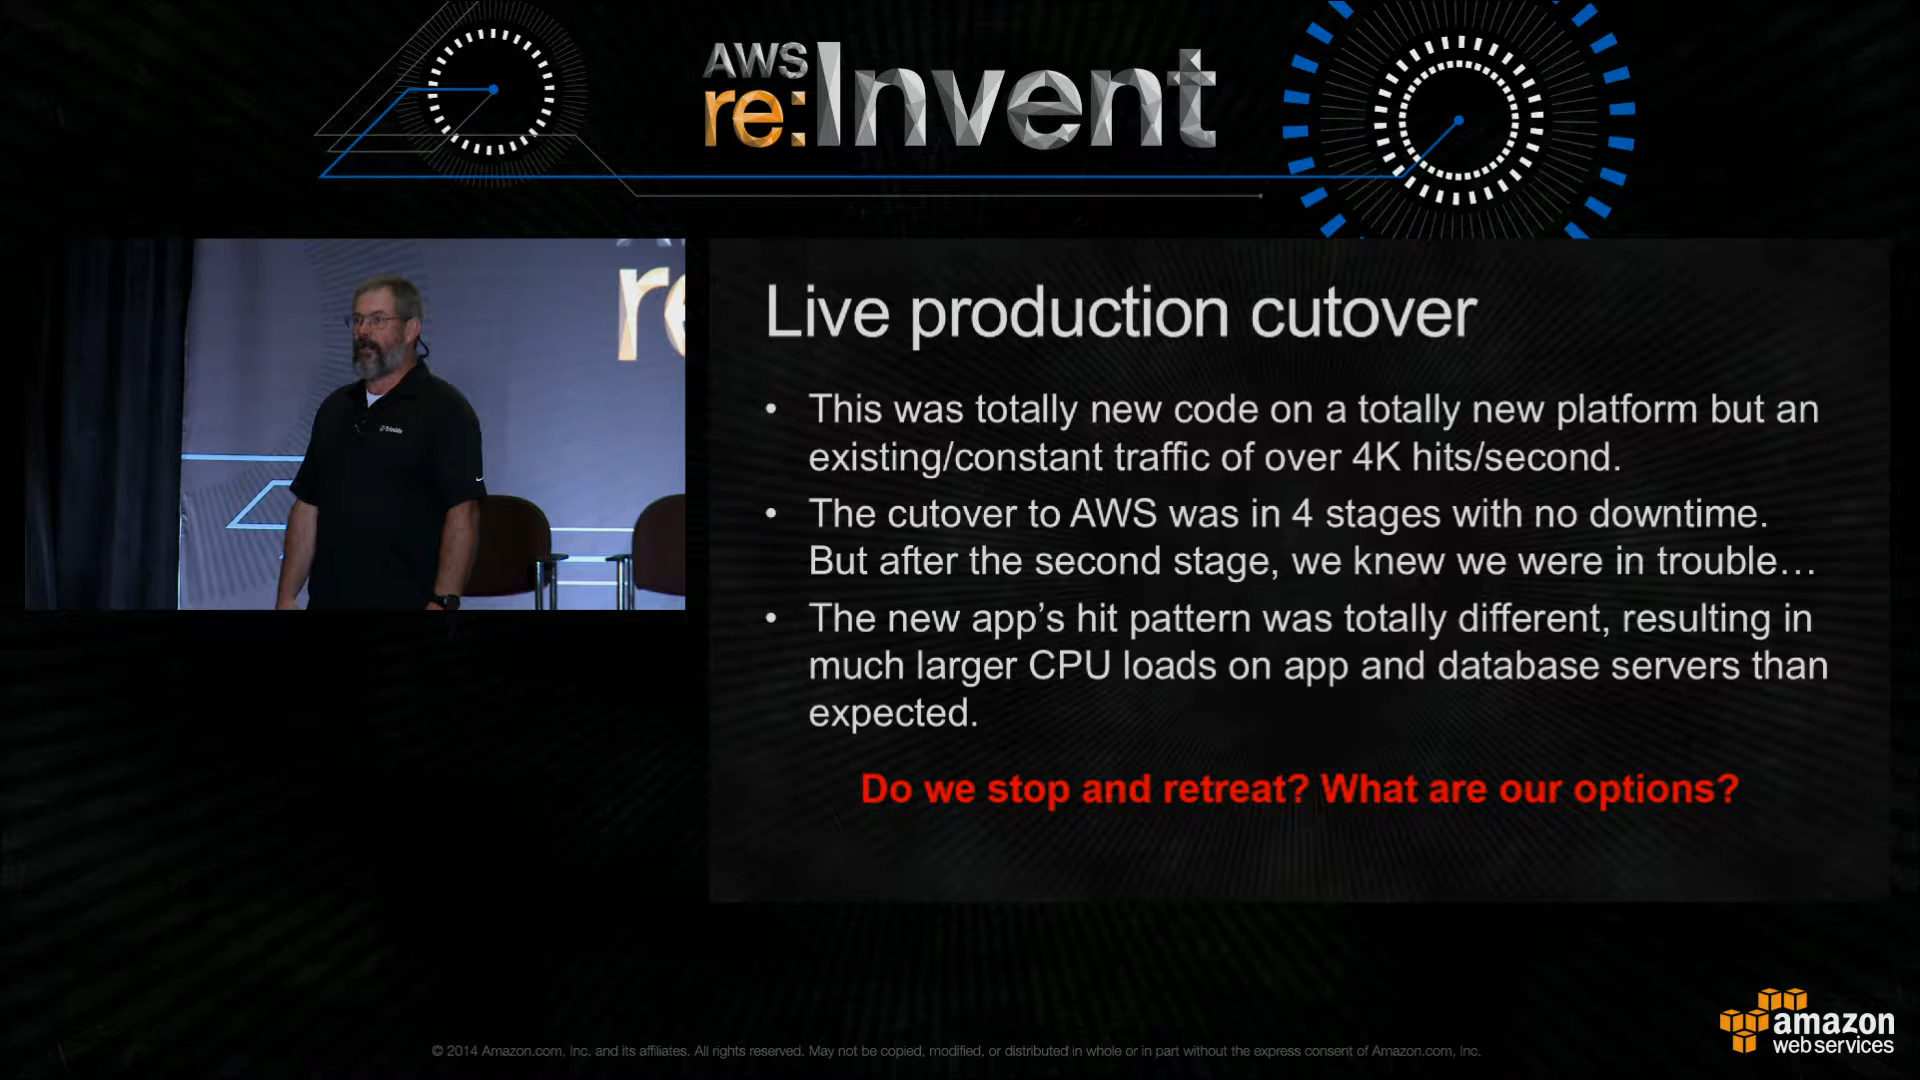 AWS
re:Invent
re
Trimble
Live production cutover
• This was totally new code on a totally new platform but an
existing/constant traffic of over 4K hits/second.
• The cutover to AWS was in 4 stages with no downtime.
But after the second stage, we knew we were in trouble…
• The new app’s hit pattern was totally different, resulting in
much larger CPU loads on app and database servers than
expected.
Do we stop and retreat? What are our options?
amazon
web services
© 2014 Amazon.com, Inc. and its affiliates. All rights reserved. May not be copied, modified, or distributed in whole or in part without the express consent of Amazon.com, Inc.